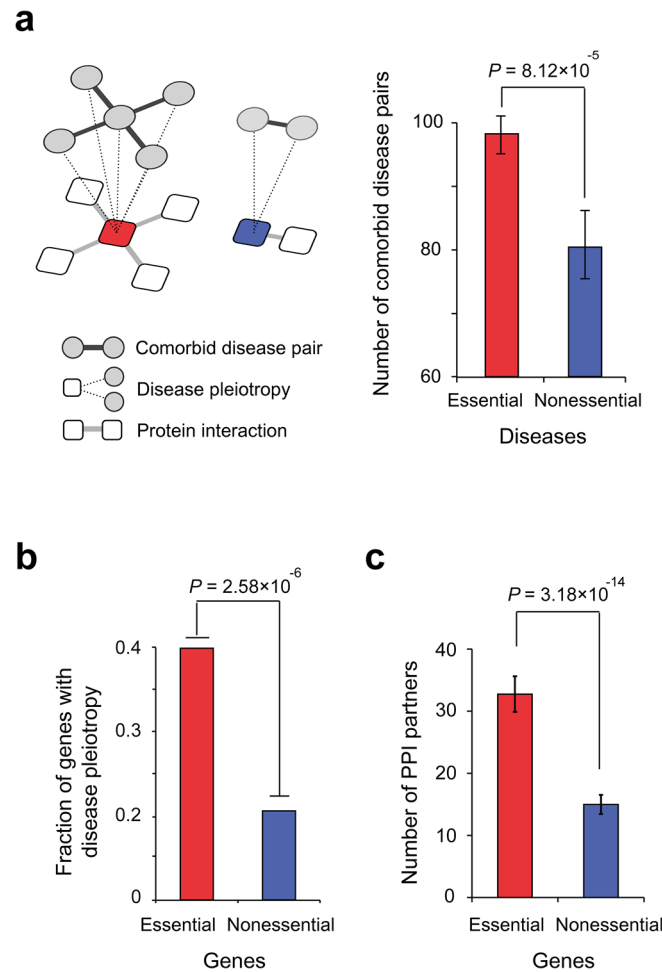 a
P = 8.12×10⁻⁵
Number of comorbid disease pairs
100
80
60
Essential Nonessential
Diseases
Comorbid disease pair
Disease pleiotropy
Protein interaction
b
P = 2.58×10⁻⁶
Fraction of genes with
disease pleiotropy
0.4
0.3
0.2
0
Essential Nonessential
Genes
c
P = 3.18×10⁻¹⁴
Number of PPI partners
40
30
20
10
0
Essential Nonessential
Genes